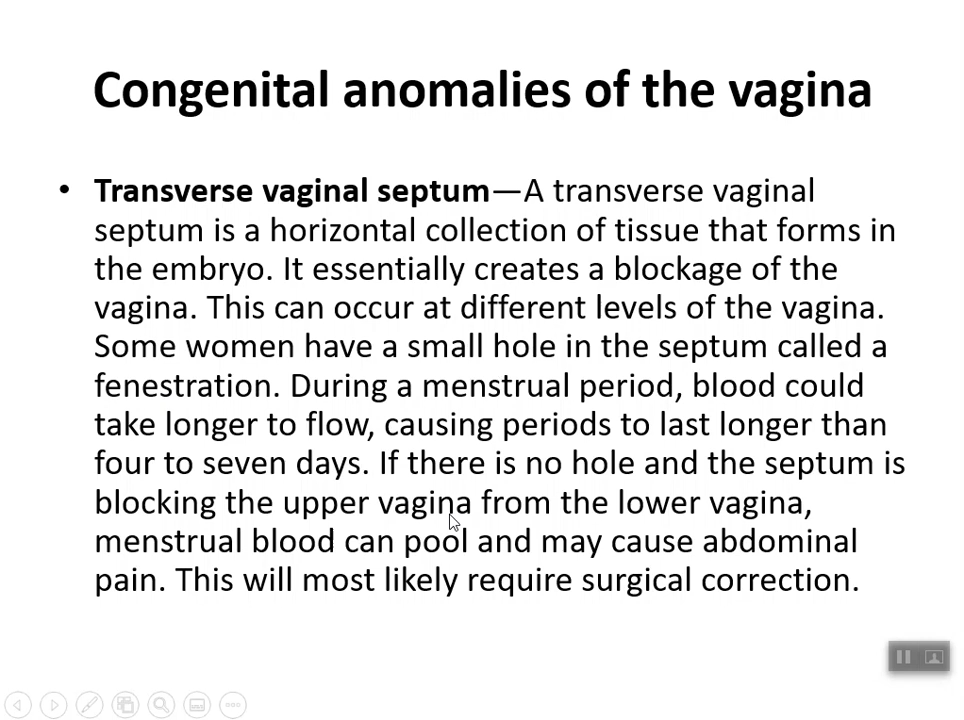 Congenital anomalies of the vagina
• Transverse vaginal septum—A transverse vaginal
septum is a horizontal collection of tissue that forms in
the embryo. It essentially creates a blockage of the
vagina. This can occur at different levels of the vagina.
Some women have a small hole in the septum called a
fenestration. During a menstrual period, blood could
take longer to flow, causing periods to last longer than
four to seven days. If there is no hole and the septum is
blocking the upper vagina from the lower vagina,
menstrual blood can pool and may cause abdominal
pain. This will most likely require surgical correction.